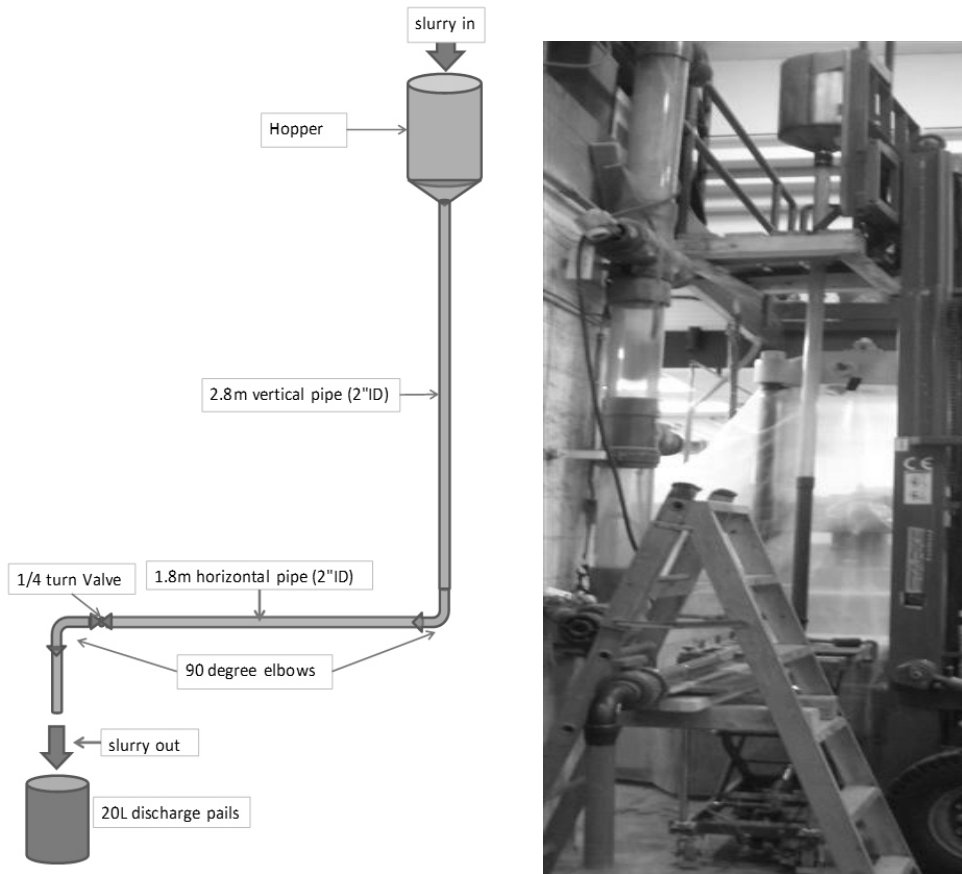 slurry in
Hopper
2.8m vertical pipe (2"ID)
1/4 turn Valve
1.8m horizontal pipe (2"ID)
90 degree elbows
slurry out
20L discharge pails
CE